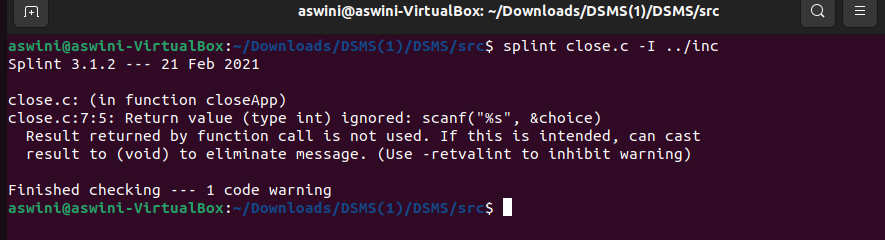 aswini@aswini-VirtualBox: ~/Downloads/DSMS(1)/DSMS/src
aswini@aswini-VirtualBox:~/Downloads/DSMS(1)/DSMS/src$ splint close.c -I ../inc
Splint 3.1.2 --- 21 Feb 2021
close.c: (in function closeApp)
close.c:7:5: Return value (type int) ignored: scanf("%s", &choice)
  Result returned by function call is not used. If this is intended, can cast
  result to (void) to eliminate message. (Use -retvalint to inhibit warning)
Finished checking --- 1 code warning
aswini@aswini-VirtualBox:~/Downloads/DSMS(1)/DSMS/src$